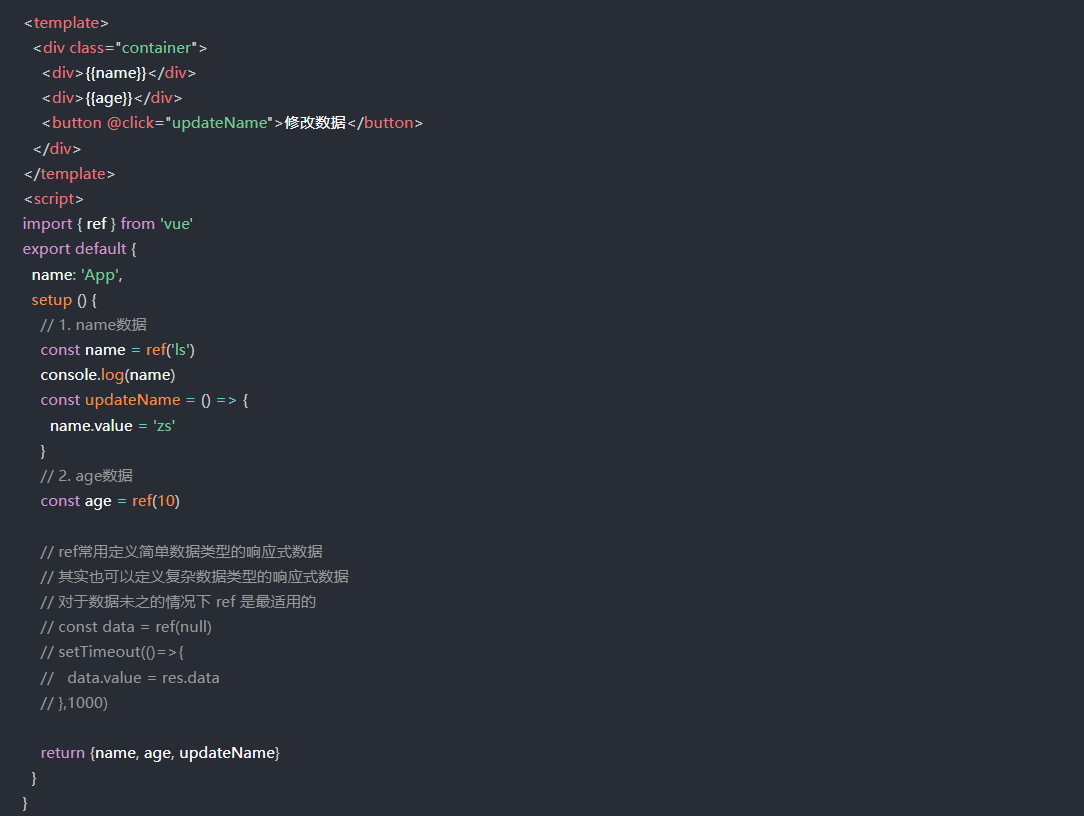 <template>
  <div class="container">
    <div>{{name}}</div>
    <div>{{age}}</div>
    <button @click="updateName">修改数据</button>
  </div>
</template>
<script>
import { ref } from 'vue'
export default {
  name: 'App',
  setup () {
    // 1. name数据
    const name = ref('ls')
    console.log(name)
    const updateName = () => {
      name.value = 'zs'
    }
    // 2. age数据
    const age = ref(10)

    // ref常用定义简单数据类型的响应式数据
    // 其实也可以定义复杂数据类型的响应式数据
    // 对于数据未之的情况下 ref 是最适用的
    // const data = ref(null)
    // setTimeout(()=>{
    //   data.value = res.data
    // },1000)

    return {name, age, updateName}
  }
}